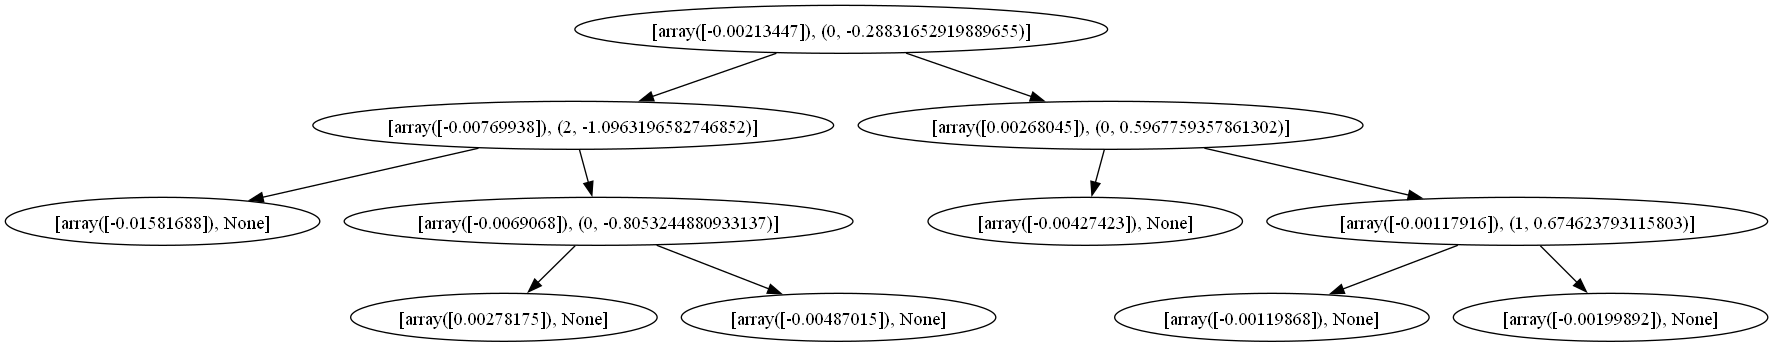 [array([-0.00213447]), (0, -0.28831652919889655)]
[array([-0.00769938]), (2, -1.0963196582746852)]
[array([0.00268045]), (0, 0.5967759357861302)]
[array([-0.01581688]), None]
[array([-0.0069068]), (0, -0.8053244880933137)]
[array([-0.00427423]), None]
[array([-0.00117916]), (1, 0.674623793115803)]
[array([0.00278175]), None]
[array([-0.00487015]), None]
[array([-0.00119868]), None]
[array([-0.00199892]), None]